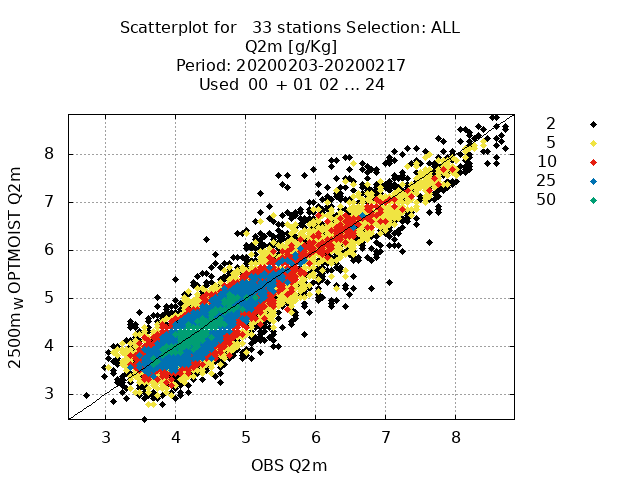 Scatterplot for 33 stations Selection: ALL
Q2m [g/Kg]
Period: 20200203-20200217
Used 00 + 01 02 ... 24
2
5
10
25
50
8
7
6
5
4
3
2500m w OPTMOIST Q2m
3 4 5 6 7 8
OBS Q2m